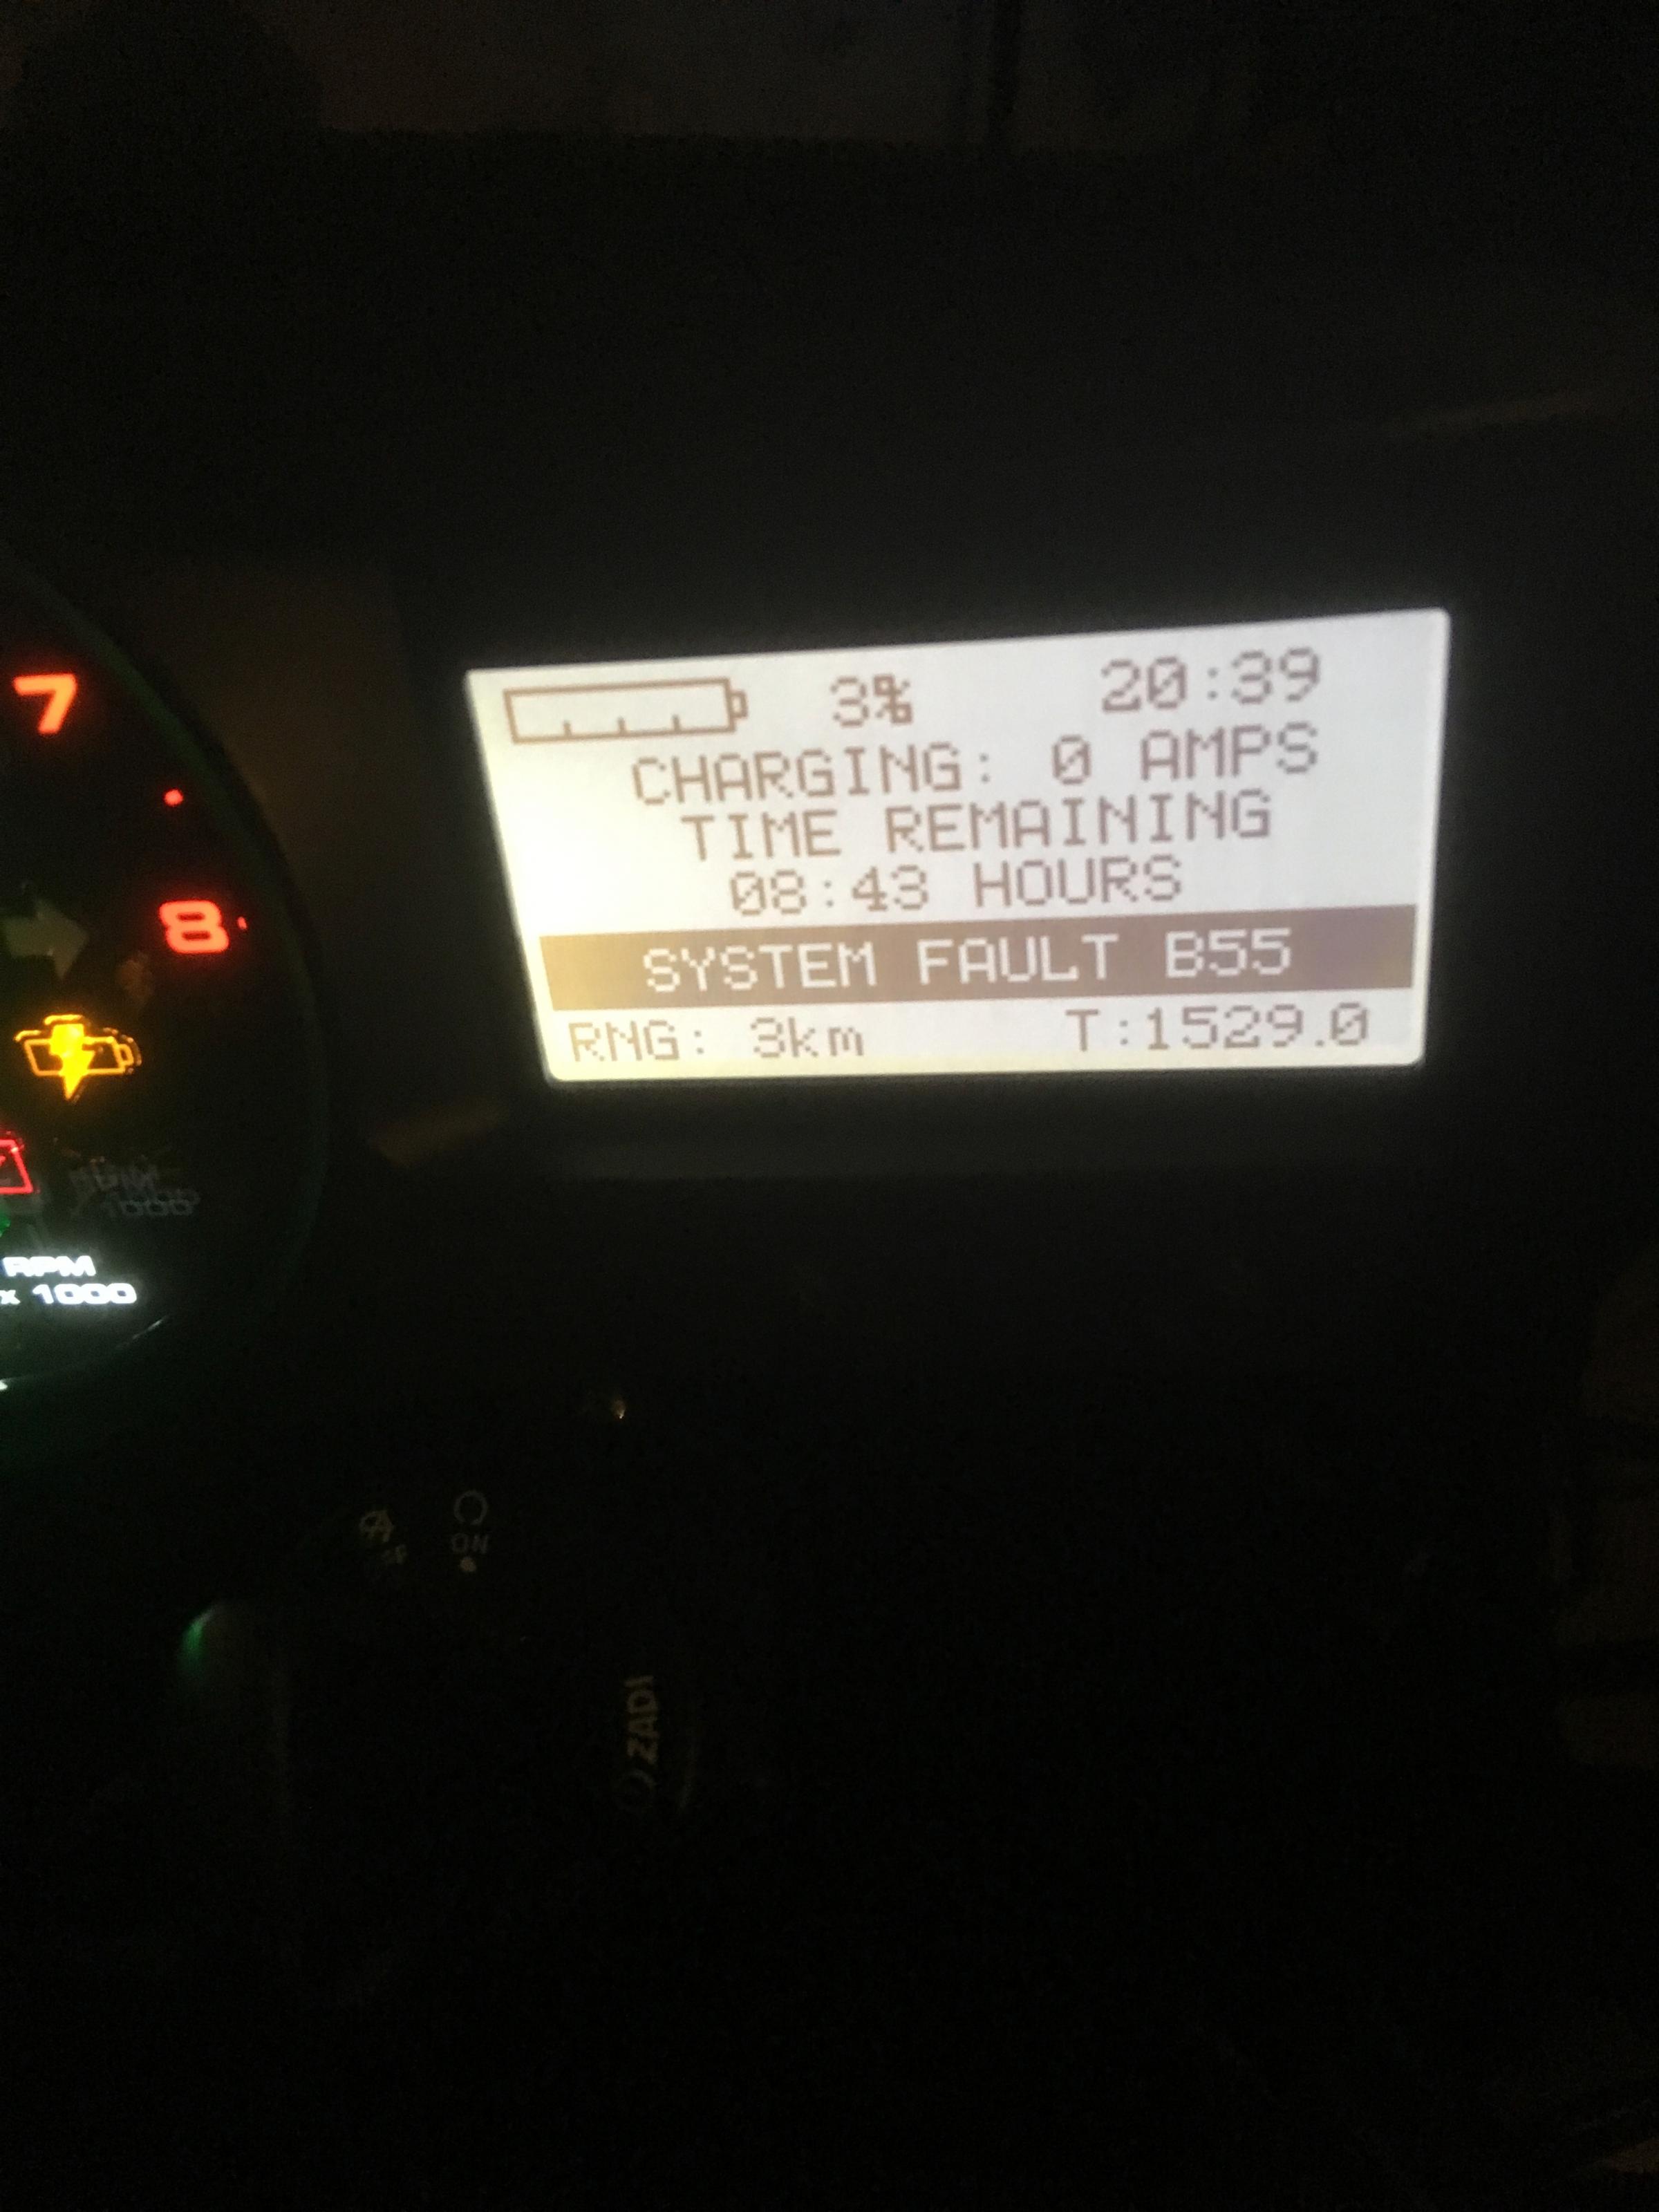 3% 20:39
CHARGING: 0 AMPS
TIME REMAINING
08:43 HOURS
SYSTEM FAULT B55
RNG: 3km T:1529.0
7
8
RPM
x 1000
ON
ZADI